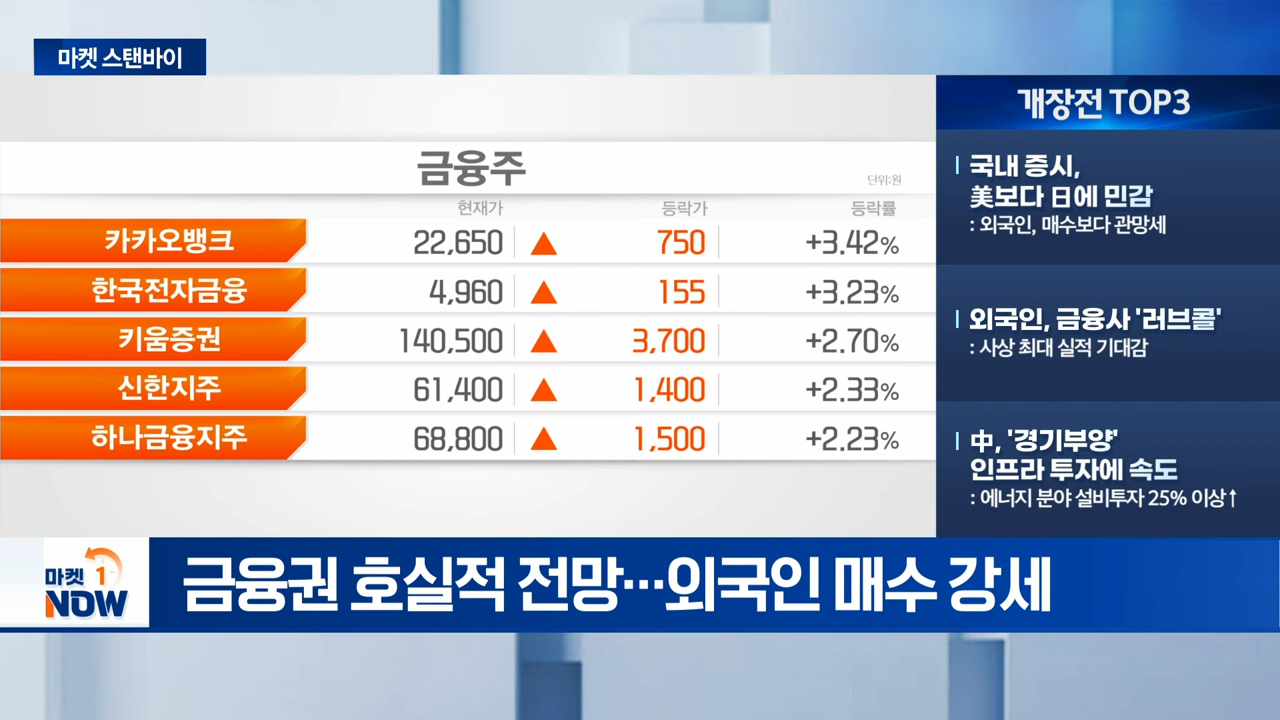 마켓 스탠바이
금융주
단위:원
현재가 등락가 등락률
카카오뱅크 22,650 ▲ 750 +3.42%
한국전자금융 4,960 ▲ 155 +3.23%
키움증권 140,500 ▲ 3,700 +2.70%
신한지주 61,400 ▲ 1,400 +2.33%
하나금융지주 68,800 ▲ 1,500 +2.23%
개장전 TOP3
국내 증시,
美보다 日에 민감
: 외국인, 매수보다 관망세
외국인, 금융사 '러브콜'
: 사상 최대 실적 기대감
中, '경기부양'
인프라 투자에 속도
: 에너지 분야 설비투자 25% 이상↑
마켓 1
NOW
금융권 호실적 전망…외국인 매수 강세